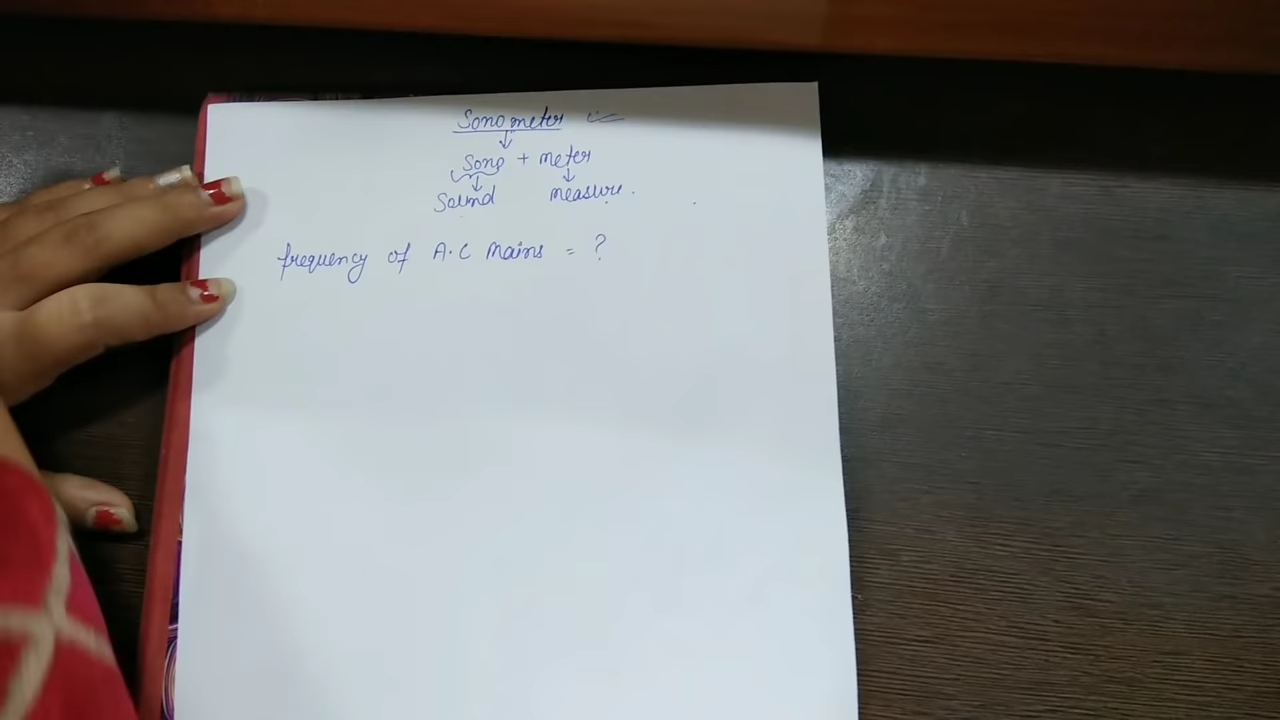 Sonometer
Sono + meter
Sound measure.
frequency of A.C Mains = ?